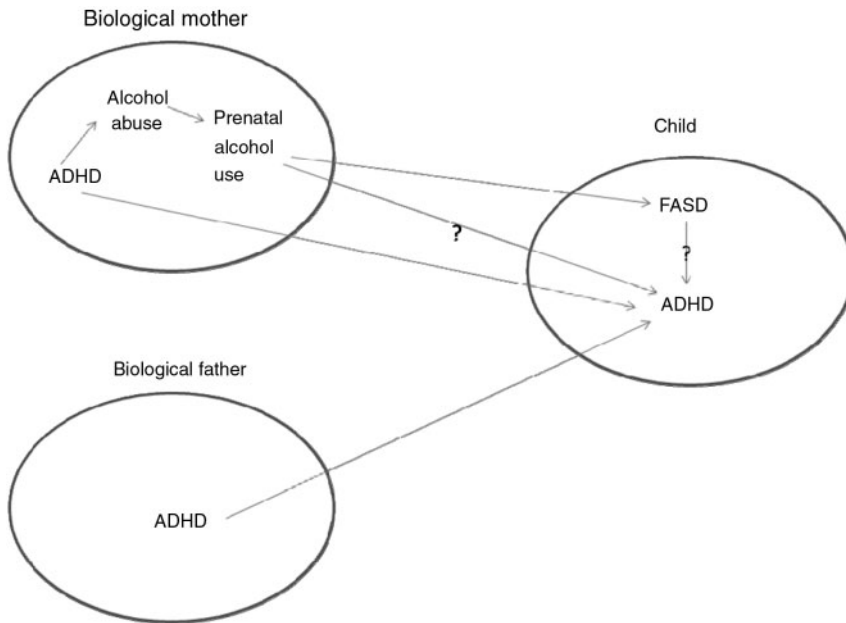 Biological mother
Alcohol
abuse
Prenatal
alcohol
use
ADHD
Child
FASD
?
?
ADHD
Biological father
ADHD